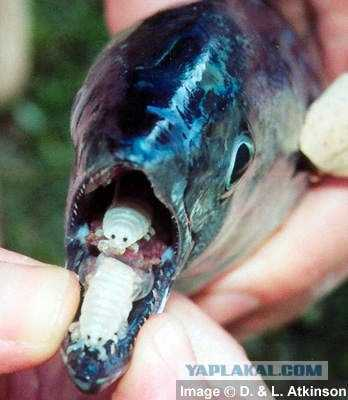 YAPLAKAL.COM
Image © D. & L. Atkinson